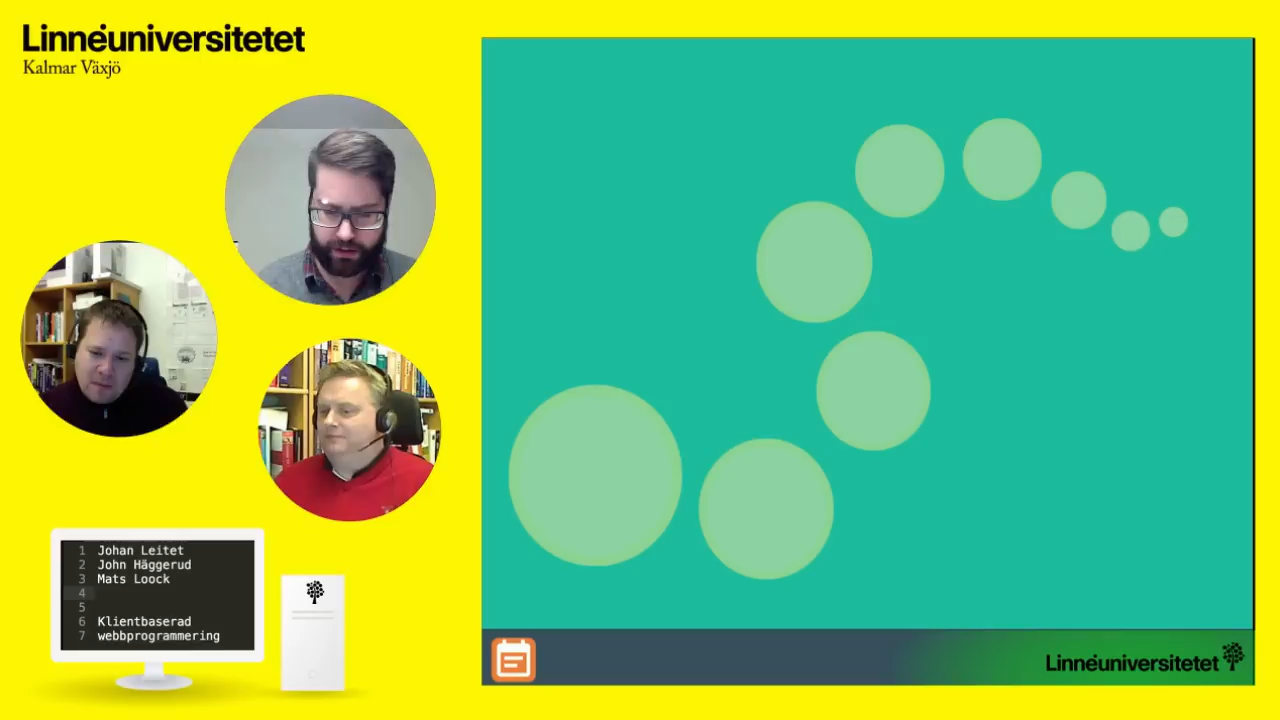 Linnéuniversitetet
Kalmar Växjö
1 Johan Leitet
2 John Häggerud
3 Mats Loock
4
5
6 Klientbaserad
7 webbprogrammering
Linnéuniversitetet